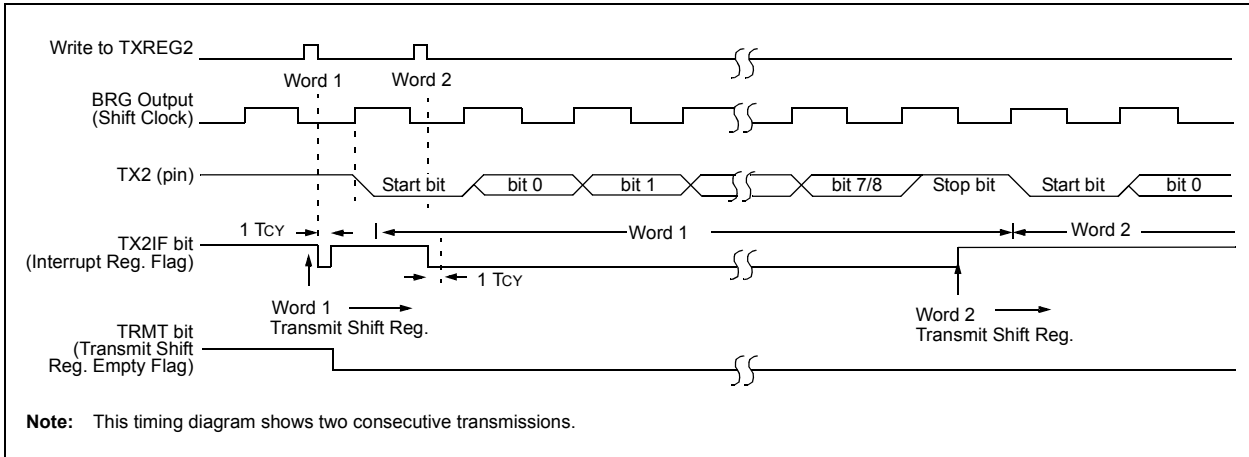 Write to TXREG2
Word 1
Word 2
BRG Output
(Shift Clock)
TX2 (pin)
Start bit
bit 0
bit 1
bit 7/8
Stop bit
Start bit
bit 0
1 TCY
Word 1
Word 2
TX2IF bit
(Interrupt Reg. Flag)
1 TCY
Word 1
Transmit Shift Reg.
Word 2
Transmit Shift Reg.
TRMT bit
(Transmit Shift
Reg. Empty Flag)
Note: This timing diagram shows two consecutive transmissions.